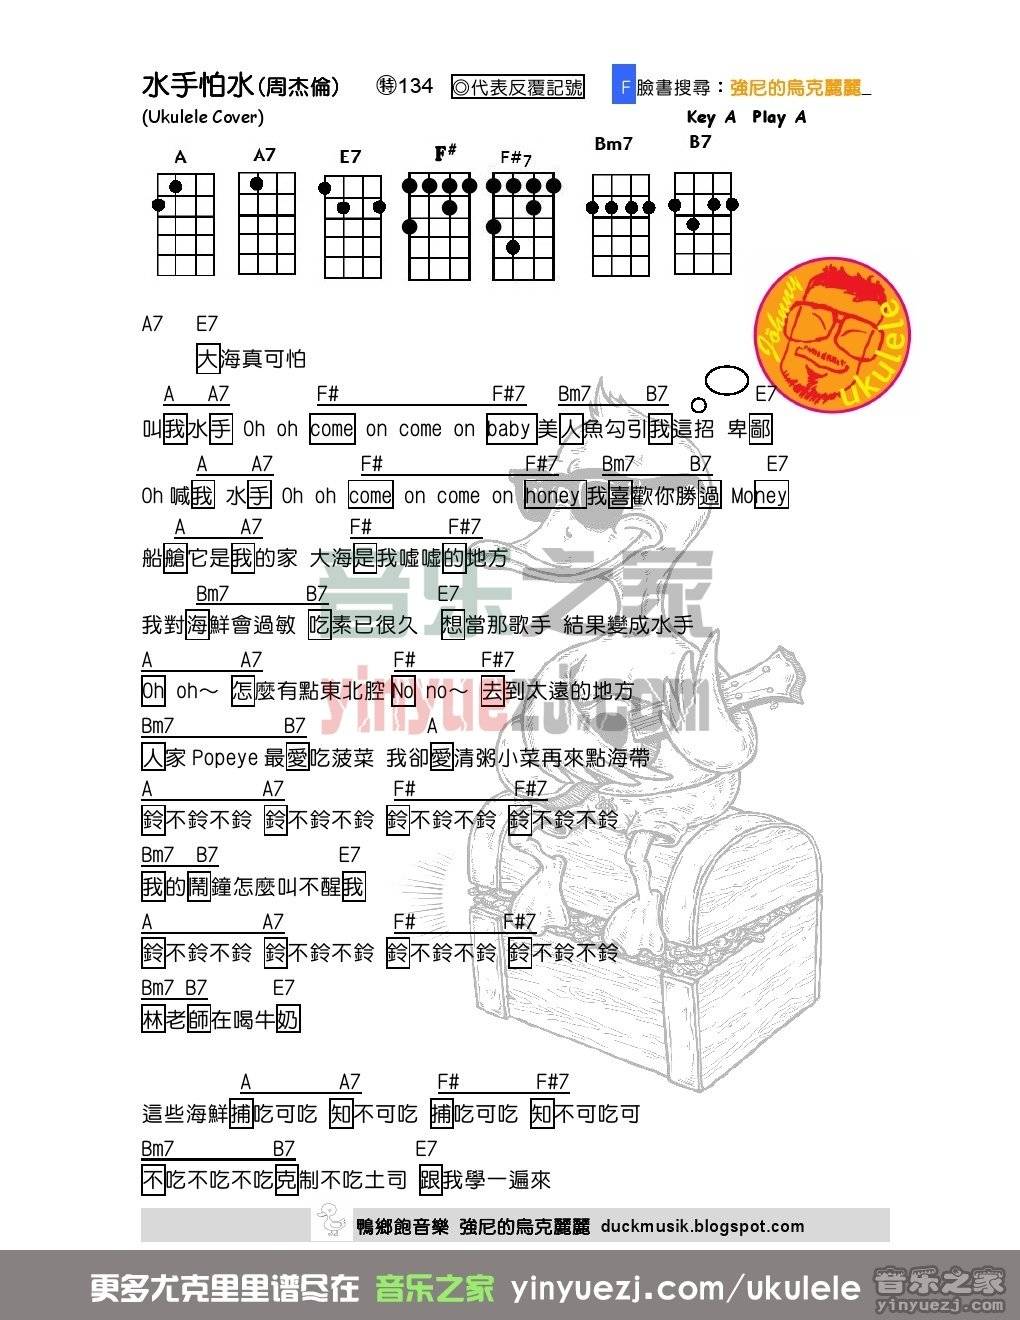 水手怕水(周杰倫) ㊕134 ◎代表反覆記號 F 臉書搜尋：強尼的烏克麗麗_
(Ukulele Cover) Key A Play A
A A7 E7 F# F#7 Bm7 B7
Johnny ukulele
A7 E7
大海真可怕
A A7 F# F#7 Bm7 B7 E7
叫我水手 Oh oh come on come on baby 美人魚勾引我這招 卑鄙
A A7 F# F#7 Bm7 B7 E7
Oh 喊我 水手 Oh oh come on come on honey 我喜歡你勝過 Money
A A7 F# F#7
船艙它是我的家 大海是我噓噓的地方
Bm7 B7 E7
我對海鮮會過敏 吃素已很久 想當那歌手 結果變成水手
A A7 F# F#7
Oh oh～ 怎麼有點東北腔 No no～ 去到太遠的地方
Bm7 B7 A
人家 Popeye 最愛吃菠菜 我卻愛清粥小菜再來點海帶
A A7 F# F#7
鈴不鈴不鈴 鈴不鈴不鈴 鈴不鈴不鈴 鈴不鈴不鈴
Bm7 B7 E7
我的鬧鐘怎麼叫不醒我
A A7 F# F#7
鈴不鈴不鈴 鈴不鈴不鈴 鈴不鈴不鈴 鈴不鈴不鈴
Bm7 B7 E7
林老師在喝牛奶
A A7 F# F#7
這些海鮮捕吃可吃 知不可吃 捕吃可吃 知不可吃可
Bm7 B7 E7
不吃不吃不吃克制不吃土司 跟我學一遍來
音乐之家
yinyuezj.com
鴨鄉飽音樂 強尼的烏克麗麗 duckmusik.blogspot.com
更多尤克里里谱尽在 音乐之家 yinyuezj.com/ukulele
音乐之家
yinyuezj.com